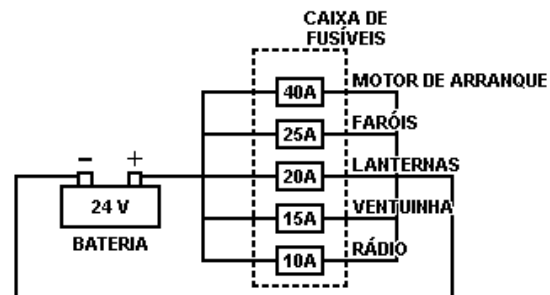 CAIXA DE
FUSÍVEIS
40A MOTOR DE ARRANQUE
25A FARÓIS
20A LANTERNAS
15A VENTUINHA
10A RÁDIO
− +
24 V
BATERIA